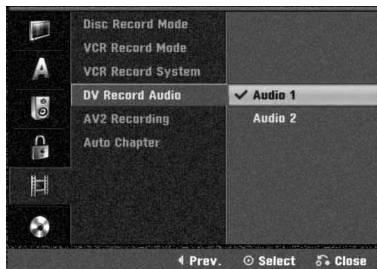 Disc Record Mode
VCR Record Mode
A
VCR Record System
DV Record Audio
✓ Audio 1
AV2 Recording
Audio 2
Auto Chapter
◀ Prev. ⊙ Select Close